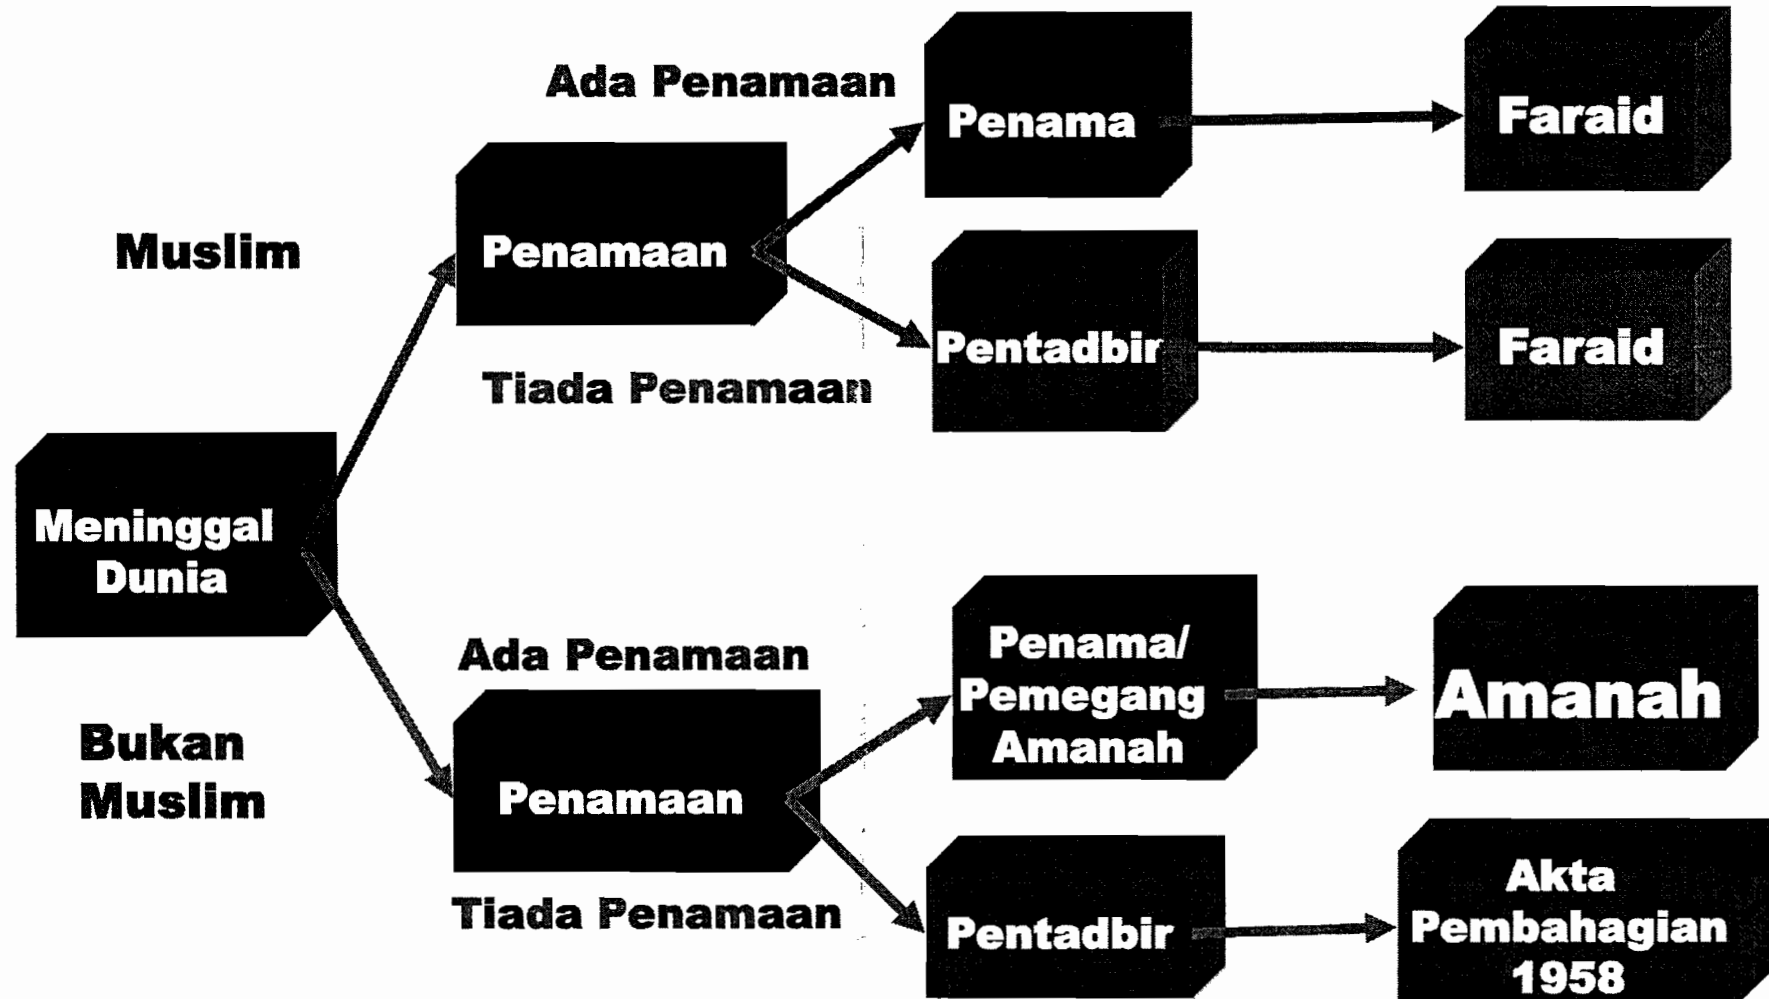 Ada Penamaan
Penama
Faraid
Muslim
Penamaan
Pentadbir
Faraid
Tiada Penamaan
Meninggal
Dunia
Ada Penamaan
Penama/
Pemegang
Amanah
Amanah
Bukan
Muslim
Penamaan
Tiada Penamaan
Pentadbir
Akta
Pembahagian
1958